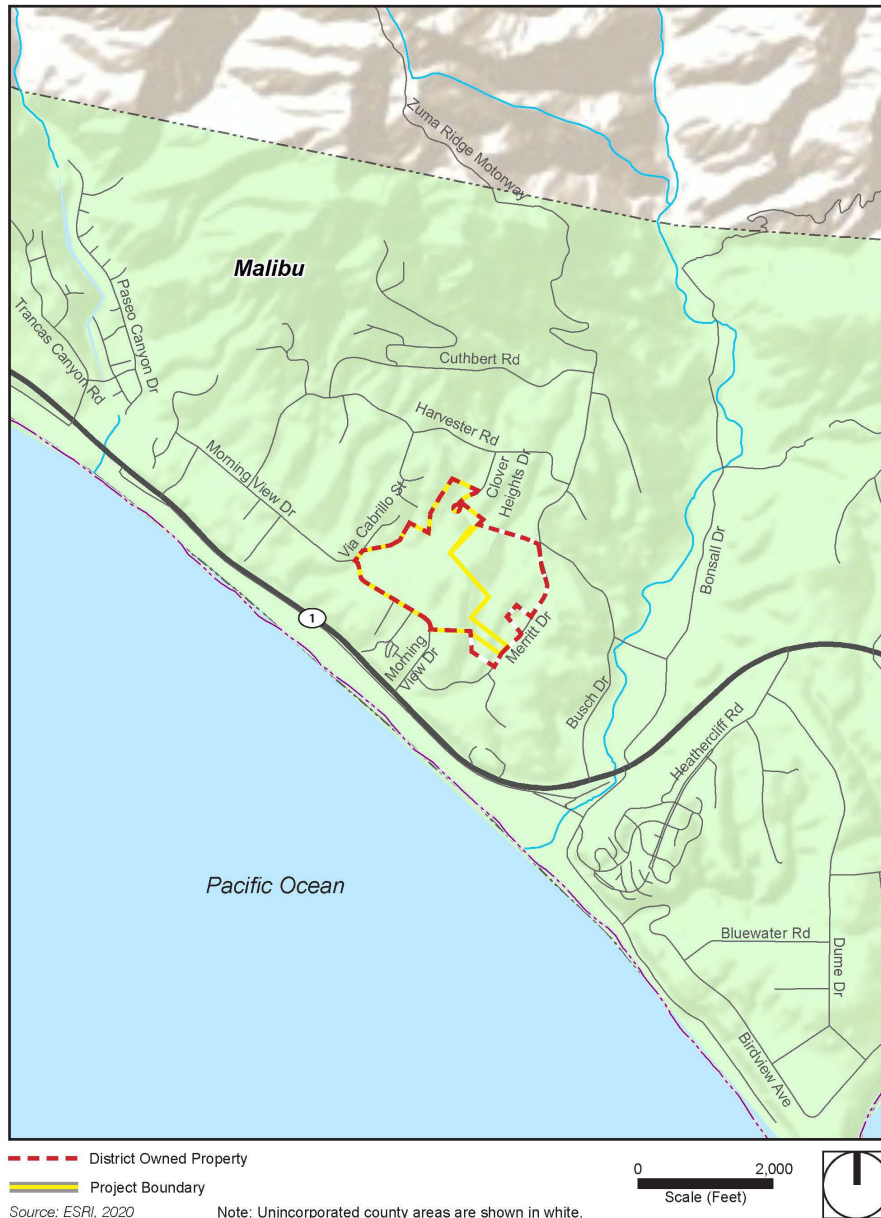 Zuma Ridge Motorway
Malibu
Paseo Canyon Dr
Trancas Canyon Rd
Cuthbert Rd
Harvester Rd
Morning View Dr
Clover
Heights Dr
Via Cabrillo St
Bonsall Dr
1
Merritt Dr
Morning
View Dr
Busch Dr
Heathercliff Rd
Pacific Ocean
Bluewater Rd
Dume Dr
Birdview Ave
District Owned Property
Project Boundary
0 2,000
Scale (Feet)
Source: ESRI, 2020
Note: Unincorporated county areas are shown in white.